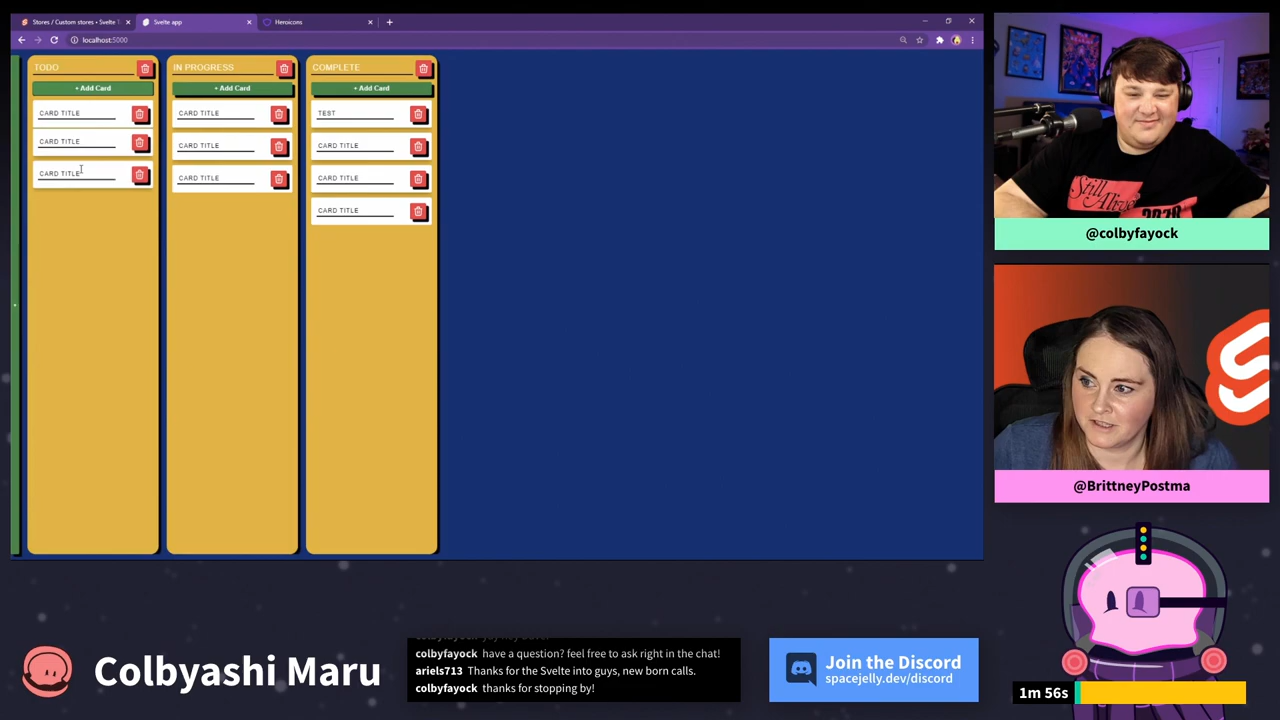 Stores / Custom stores • Svelte
Svelte app
Heroicons
localhost:5000
TODO
+ Add Card
CARD TITLE
CARD TITLE
CARD TITLE
IN PROGRESS
+ Add Card
CARD TITLE
CARD TITLE
CARD TITLE
COMPLETE
+ Add Card
TEST
CARD TITLE
CARD TITLE
CARD TITLE
Still
Alive
2020
@colbyfayock
@BrittneyPostma
Colbyashi Maru
colbyfayock have a question? feel free to ask right in the chat!
ariels713 Thanks for the Svelte into guys, new born calls.
colbyfayock thanks for stopping by!
Join the Discord
spacejelly.dev/discord
1m 56s